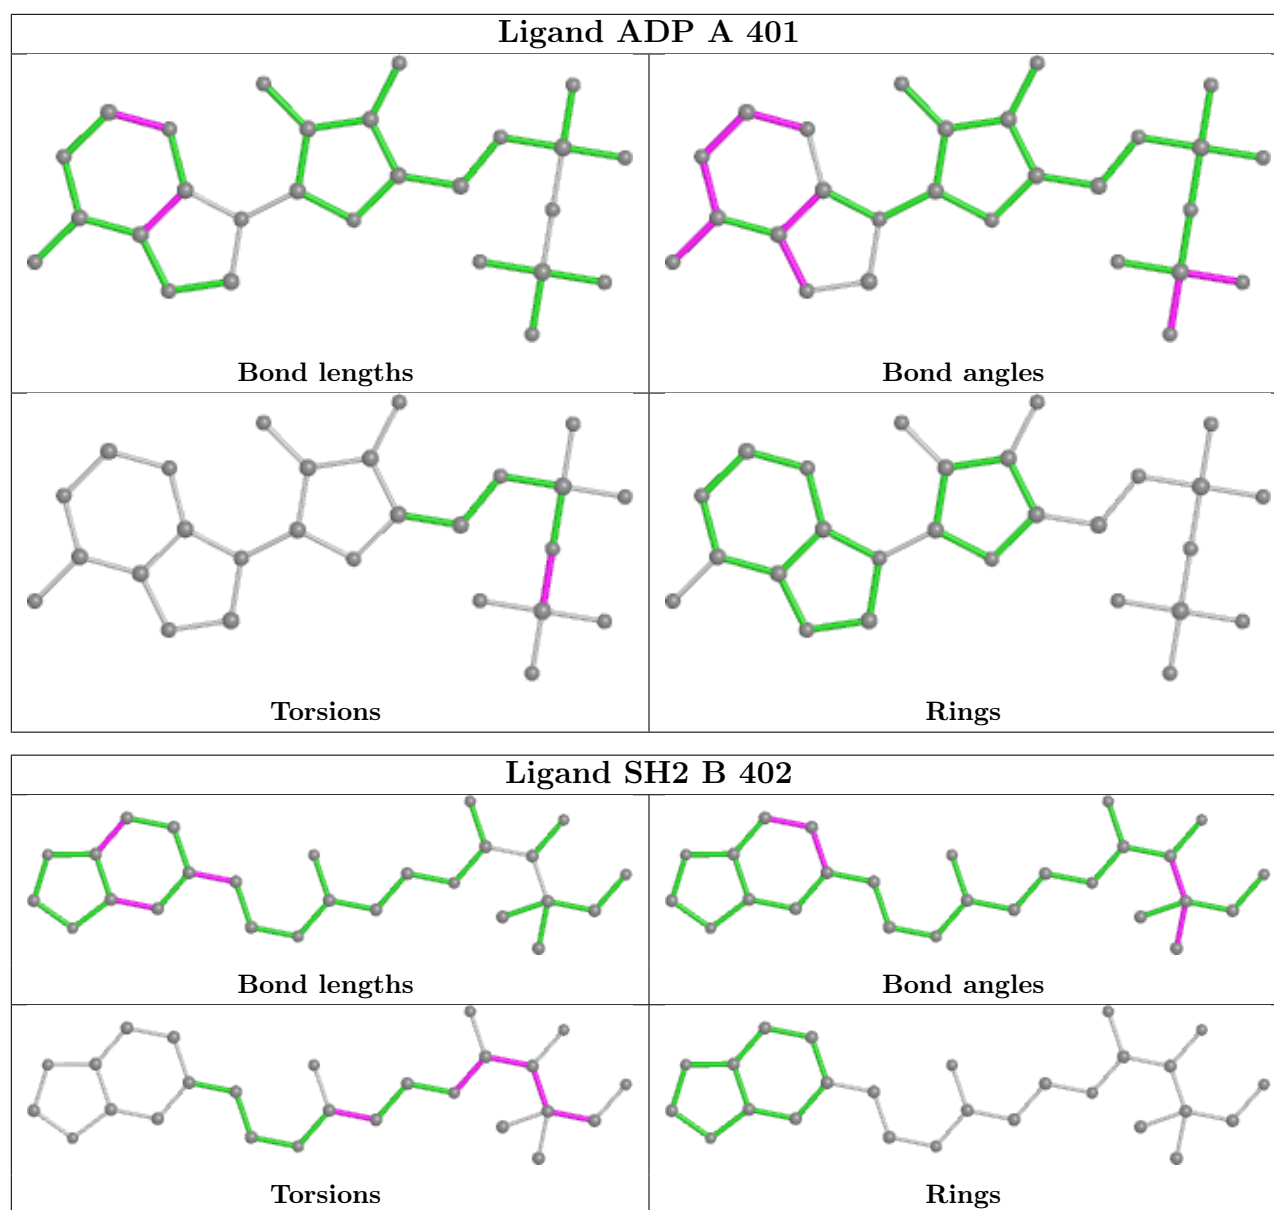 Ligand ADP A 401
Bond lengths
Bond angles
Torsions
Rings
Ligand SH2 B 402
Bond lengths
Bond angles
Torsions
Rings